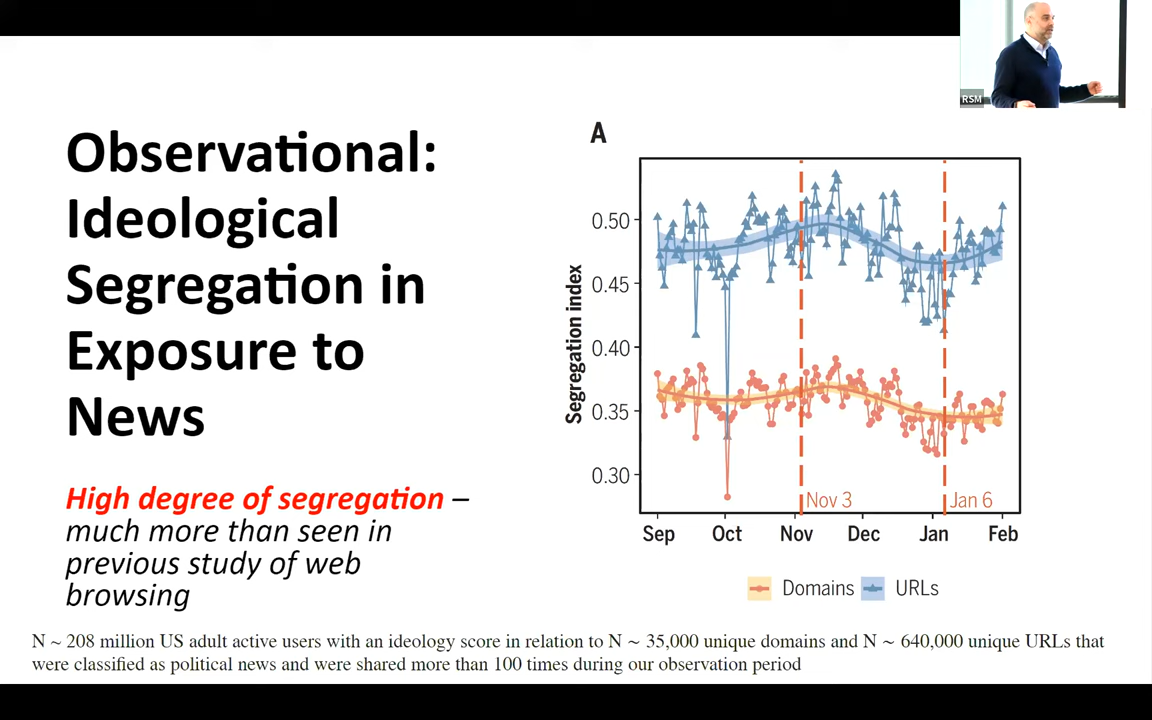 RSM
Observational:
Ideological
Segregation in
Exposure to
News
High degree of segregation –
much more than seen in
previous study of web
browsing
A
Segregation index
0.50
0.45
0.40
0.35
0.30
Nov 3
Jan 6
Sep
Oct
Nov
Dec
Jan
Feb
Domains
URLs
N ~ 208 million US adult active users with an ideology score in relation to N ~ 35,000 unique domains and N ~ 640,000 unique URLs that
were classified as political news and were shared more than 100 times during our observation period